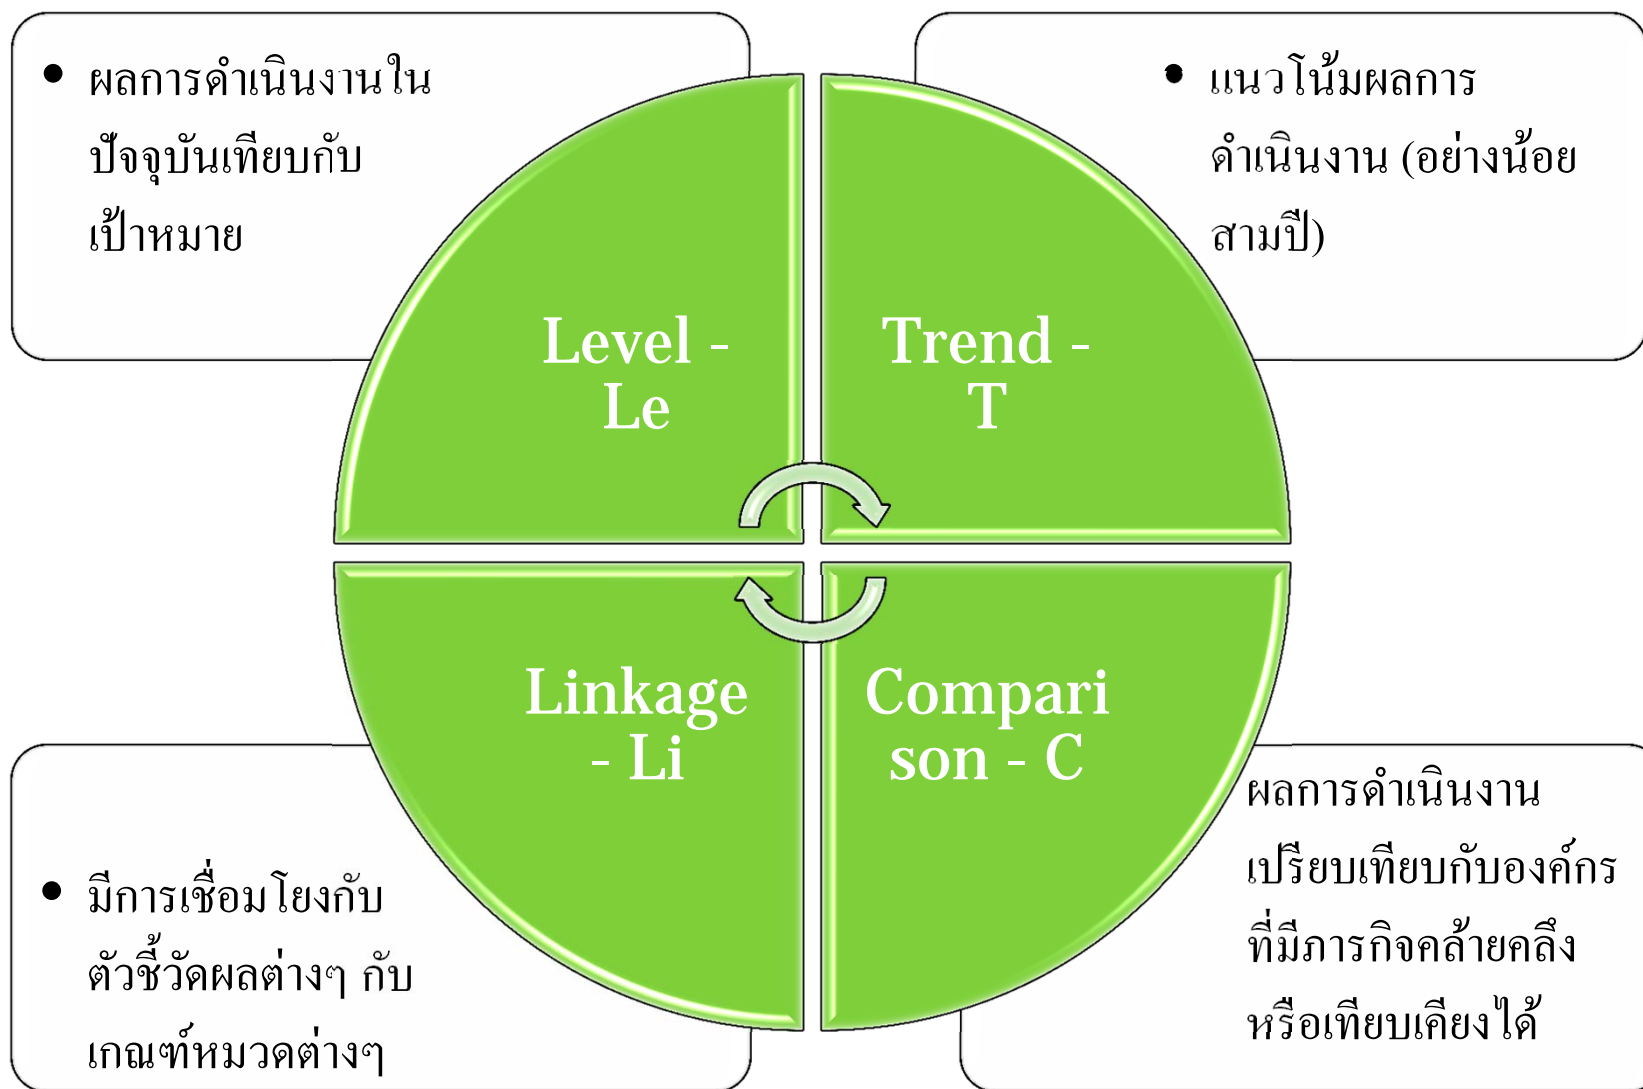 • ผลการดำเนินงานใน
ปัจจุบันเทียบกับ
เป้าหมาย
• แนวโน้มผลการ
ดำเนินงาน (อย่างน้อย
สามปี)
Level -
Le
Trend -
T
Linkage
- Li
Compari
son - C
• มีการเชื่อมโยงกับ
ตัวชี้วัดผลต่างๆ กับ
เกณฑ์หมวดต่างๆ
ผลการดำเนินงาน
เปรียบเทียบกับองค์กร
ที่มีภารกิจคล้ายคลึง
หรือเทียบเคียงได้